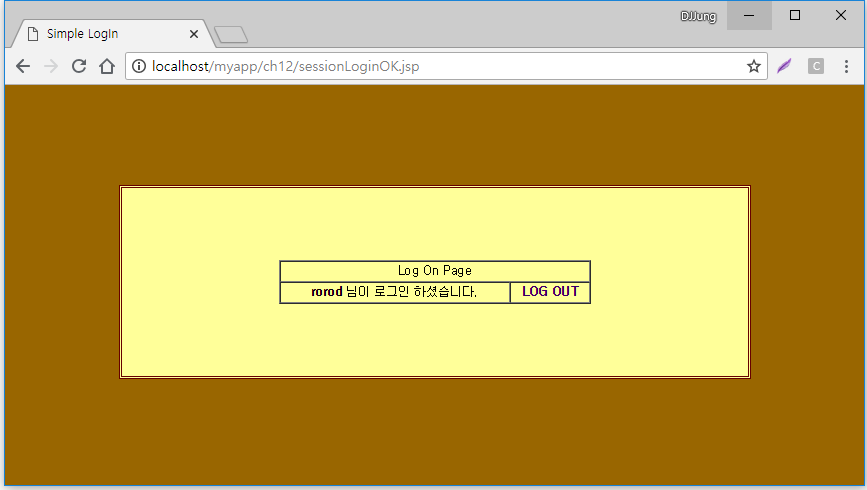 DJJung
Simple LogIn
localhost/myapp/ch12/sessionLoginOK.jsp
C
Log On Page
rorod 님이 로그인 하셨습니다. LOG OUT